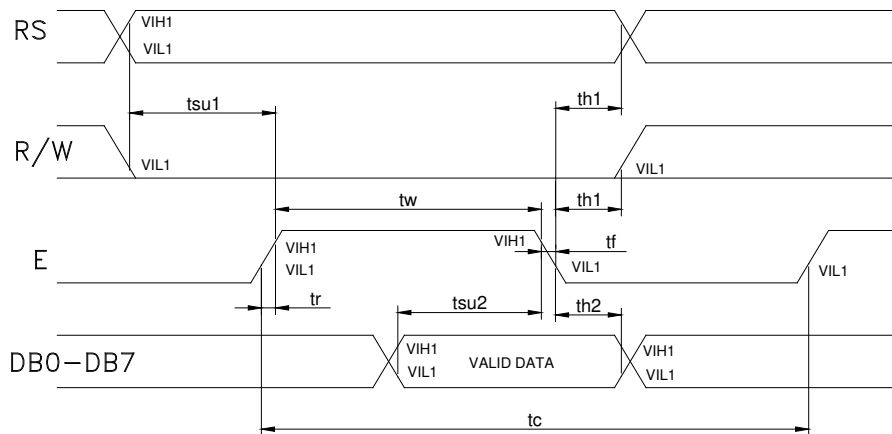 RS VIH1 VIL1
tsu1 th1
R/W VIL1 VIL1
tw th1
E VIH1 VIL1 VIH1 tf VIL1 VIL1
tr tsu2 th2
DB0-DB7 VIH1 VIL1 VALID DATA VIH1 VIL1
tc